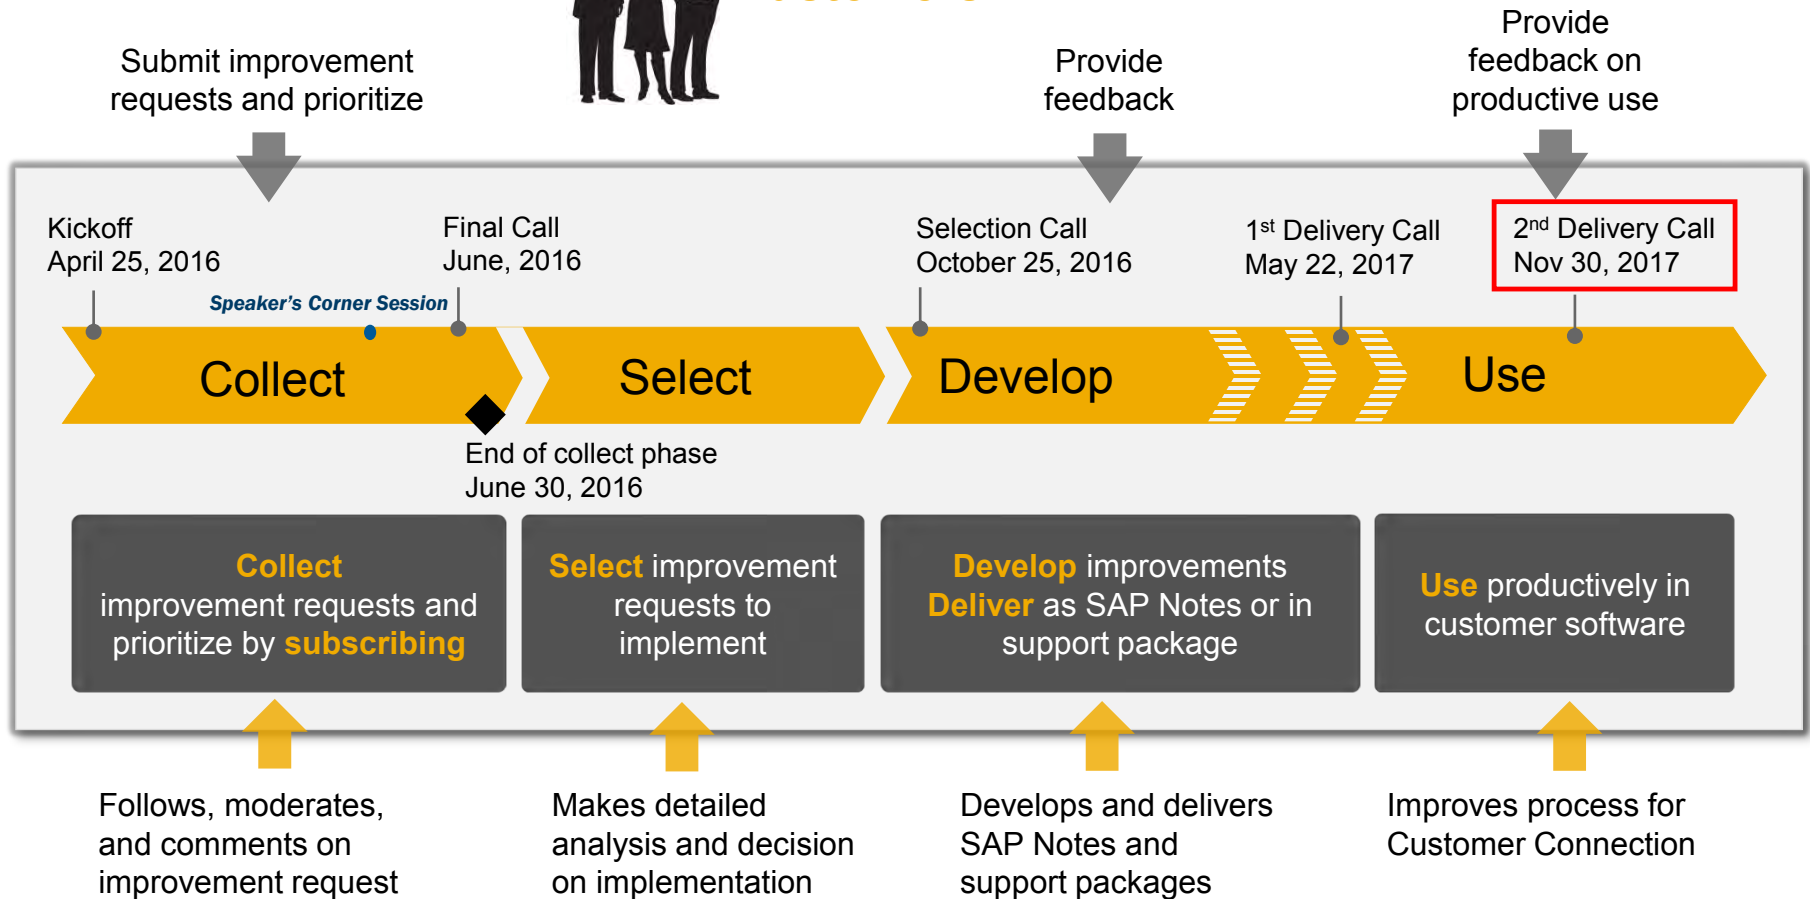 Submit improvement
requests and prioritize
Provide
feedback
Provide
feedback on
productive use
Kickoff
April 25, 2016
Final Call
June, 2016
Selection Call
October 25, 2016
1st Delivery Call
May 22, 2017
2nd Delivery Call
Nov 30, 2017
Speaker's Corner Session
Collect
Select
Develop
Use
End of collect phase
June 30, 2016
Collect
improvement requests and
prioritize by subscribing
Select improvement
requests to
implement
Develop improvements
Deliver as SAP Notes or in
support package
Use productively in
customer software
Follows, moderates,
and comments on
improvement request
Makes detailed
analysis and decision
on implementation
Develops and delivers
SAP Notes and
support packages
Improves process for
Customer Connection